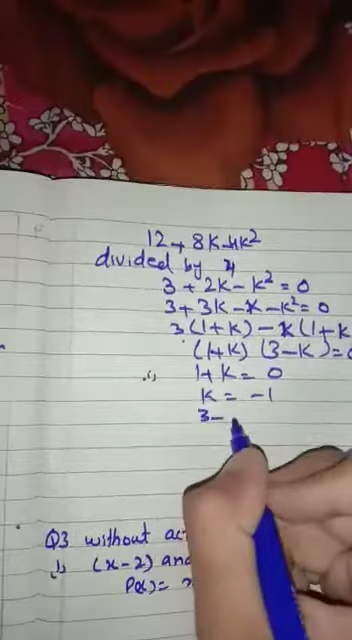 12 + 8K - 4K²
divided by 4
3 + 2K - K² = 0
3 + 3K - K - K² = 0
3(1+K) - K(1+K
(1+K) (3-K) = 0
∴ 1+K = 0
K = -1
3-
Q3 without
(x-2) and
P(x) =